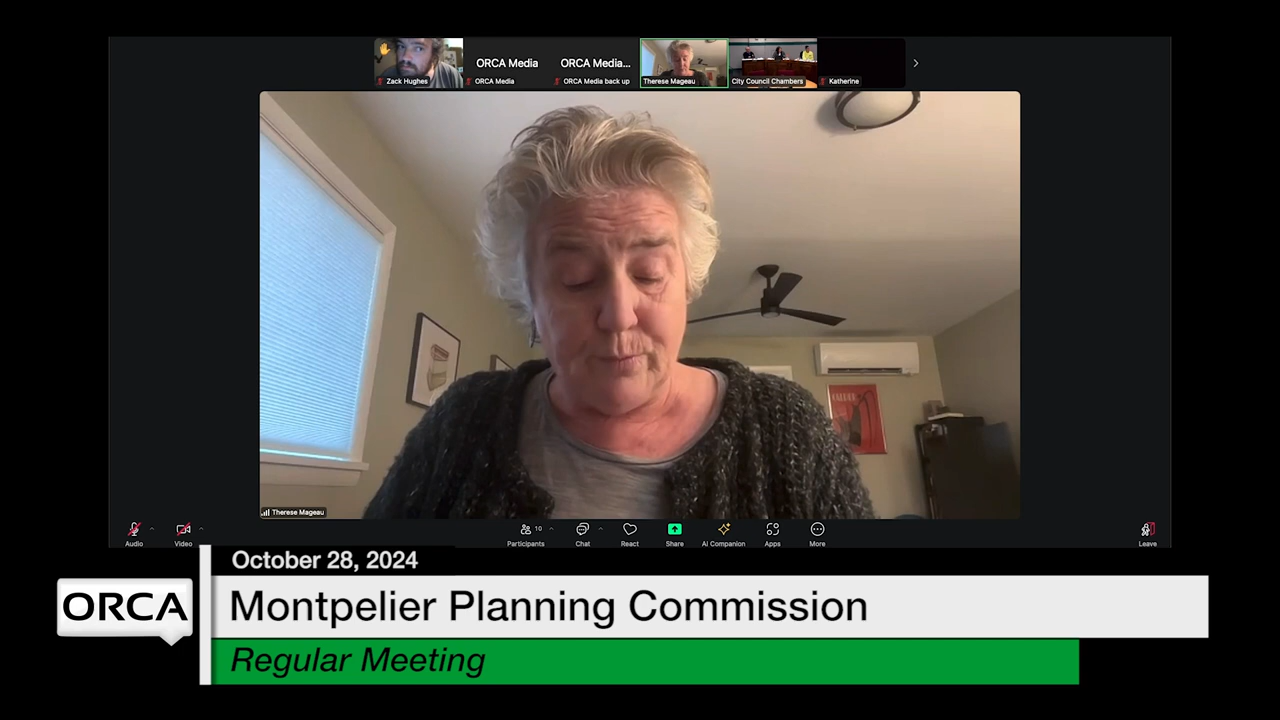 ORCA Media
ORCA Media...
Zack Hughes
ORCA Media
ORCA Media back up
Therese Mageau
City Council Chambers
Katherine
Therese Mageau
Audio
Video
10
Participants
Chat
React
Share
AI Companion
Apps
More
Leave
October 28, 2024
ORCA
Montpelier Planning Commission
Regular Meeting